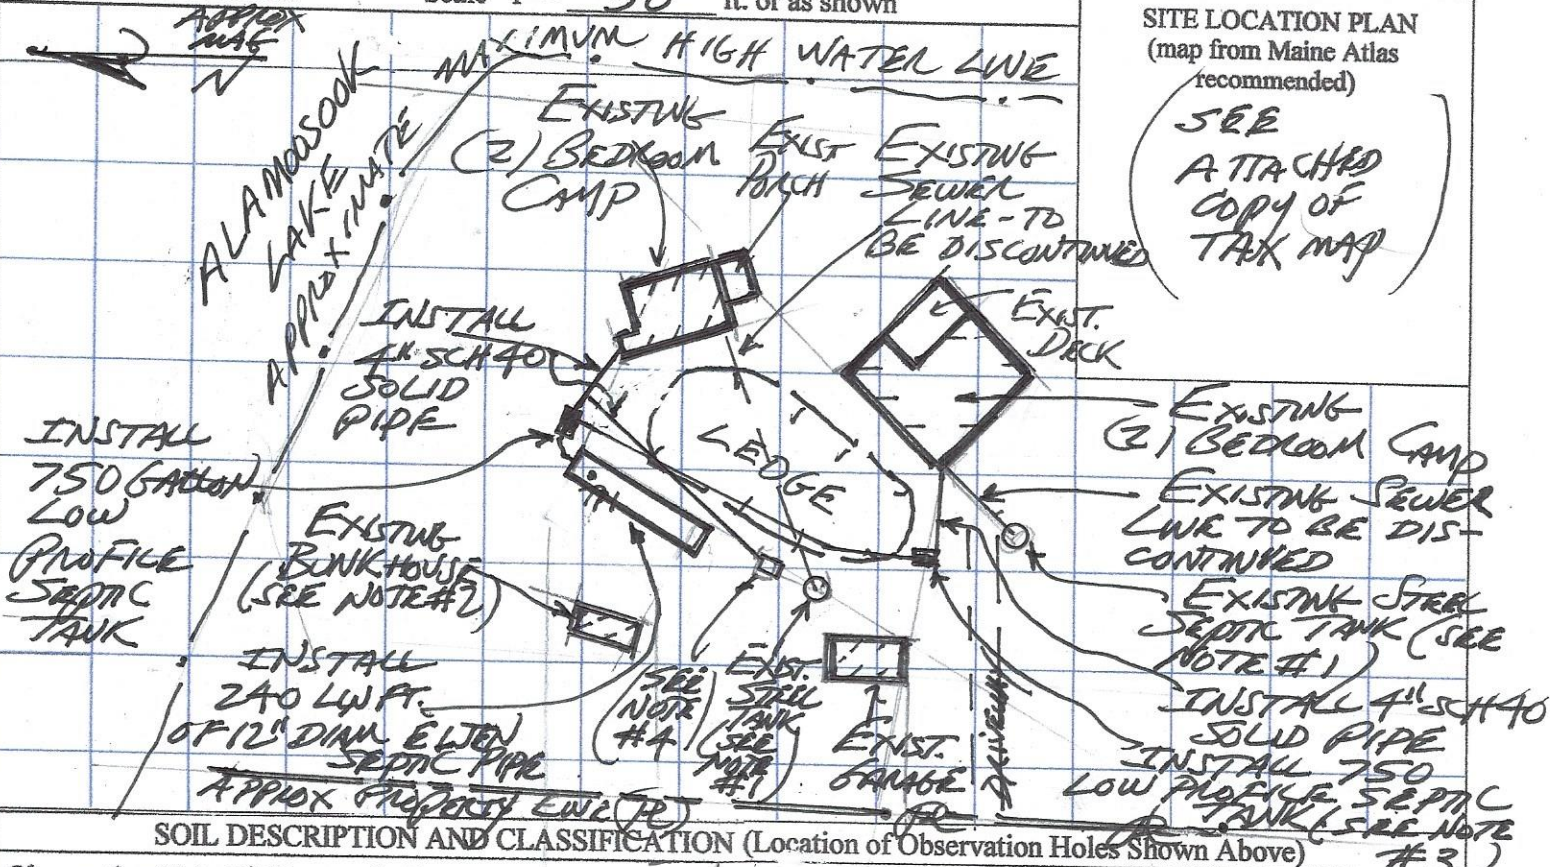 Scale 1" = 50 ft. or as shown
APPROX
MAG
N
MAXIMUM HIGH WATER LINE
ALAMOOSOOK
LAKE
APPROXIMATE
EXISTING
(2) BEDROOM
CAMP
EXIST
PORCH
EXISTING
SEWER
LINE-TO
BE DISCONTINUED
SITE LOCATION PLAN
(map from Maine Atlas
recommended)
SEE
ATTACHED
COPY OF
TAX MAP
INSTALL
4" SCH 40
SOLID
PIPE
EXIST.
DECK
INSTALL
750 GALLON
LOW
PROFILE
SEPTIC
TANK
LEDGE
EXISTING
(2) BEDROOM CAMP
EXISTING SEWER
LINE TO BE DIS-
CONTINUED
EXISTING STEEL
SEPTIC TANK (SEE
NOTE #1)
INSTALL 4" SCH 40
SOLID PIPE
INSTALL 750
LOW PROFILE SEPTIC
TANK (SEE NOTE
#3)
EXISTING
BUNKHOUSE
(SEE NOTE #2)
INSTALL
240 LIN FT.
OF 12" DIAM ELJEN
SEPTIC PIPE
(SEE
NOTE
#4)
EXIST.
STEEL
TANK
(SEE
NOTE
#1)
EXIST.
GARAGE
DRIVEWAY
APPROX PROPERTY LINE (PL)
PL
PL
SOIL DESCRIPTION AND CLASSIFICATION (Location of Observation Holes Shown Above)